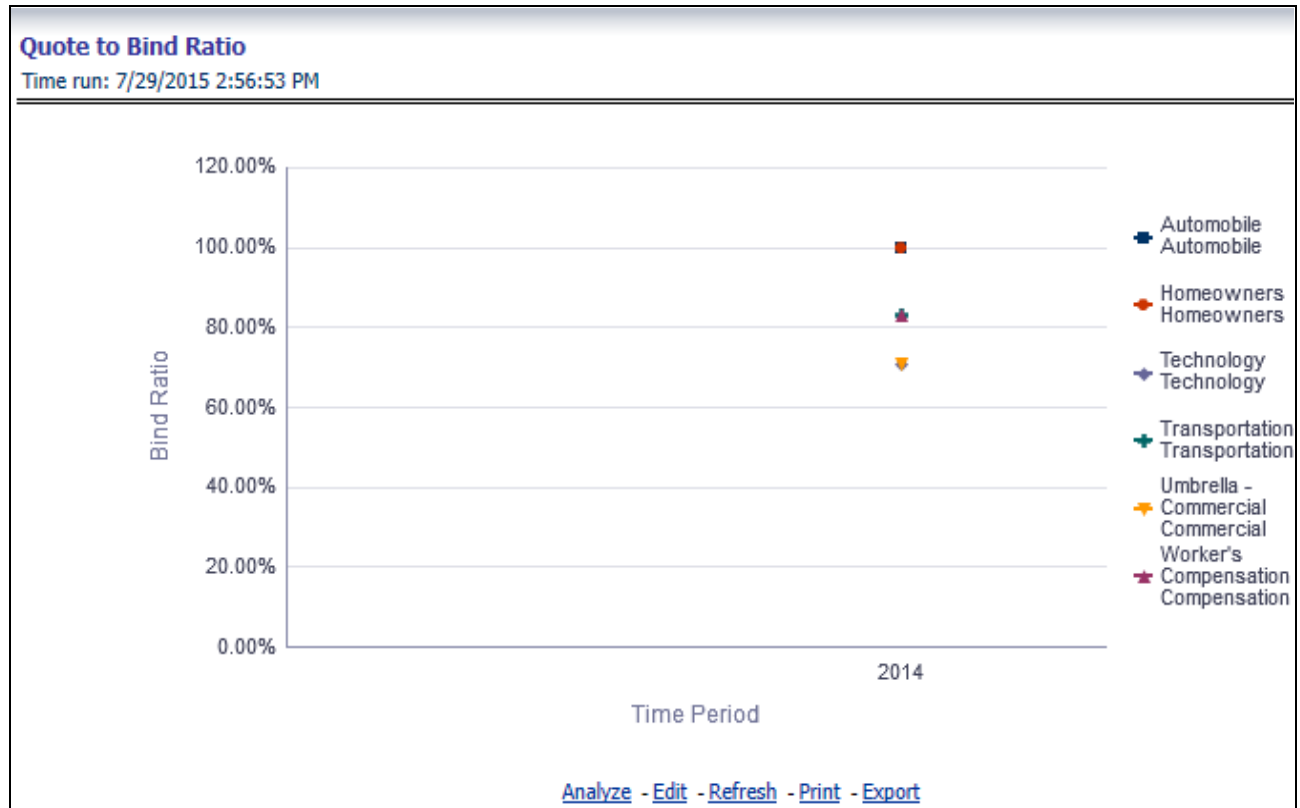 Quote to Bind Ratio
Time run: 7/29/2015 2:56:53 PM
120.00%
100.00%
80.00%
60.00%
40.00%
20.00%
0.00%
Bind Ratio
2014
Time Period
Automobile
Automobile
Homeowners
Homeowners
Technology
Technology
Transportation
Transportation
Umbrella -
Commercial
Commercial
Worker's
Compensation
Compensation
Analyze - Edit - Refresh - Print - Export